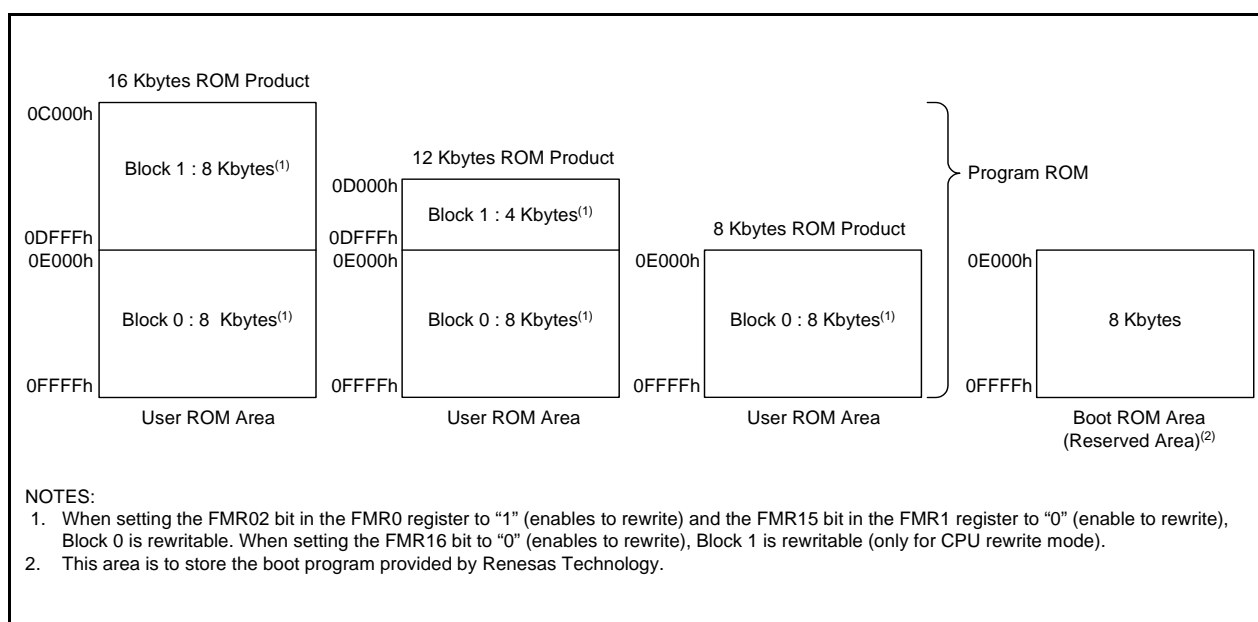 16 Kbytes ROM Product
0C000h
Block 1 : 8 Kbytes(1)
0DFFFh
0E000h
Block 0 : 8  Kbytes(1)
0FFFFh
User ROM Area
12 Kbytes ROM Product
0D000h
Block 1 : 4 Kbytes(1)
0DFFFh
0E000h
Block 0 : 8 Kbytes(1)
0FFFFh
User ROM Area
8 Kbytes ROM Product
0E000h
Block 0 : 8 Kbytes(1)
0FFFFh
User ROM Area
Program ROM
0E000h
8 Kbytes
0FFFFh
Boot ROM Area
(Reserved Area)(2)
NOTES:
1. When setting the FMR02 bit in the FMR0 register to “1” (enables to rewrite) and the FMR15 bit in the FMR1 register to “0” (enable to rewrite),
Block 0 is rewritable. When setting the FMR16 bit to “0” (enables to rewrite), Block 1 is rewritable (only for CPU rewrite mode).
2. This area is to store the boot program provided by Renesas Technology.